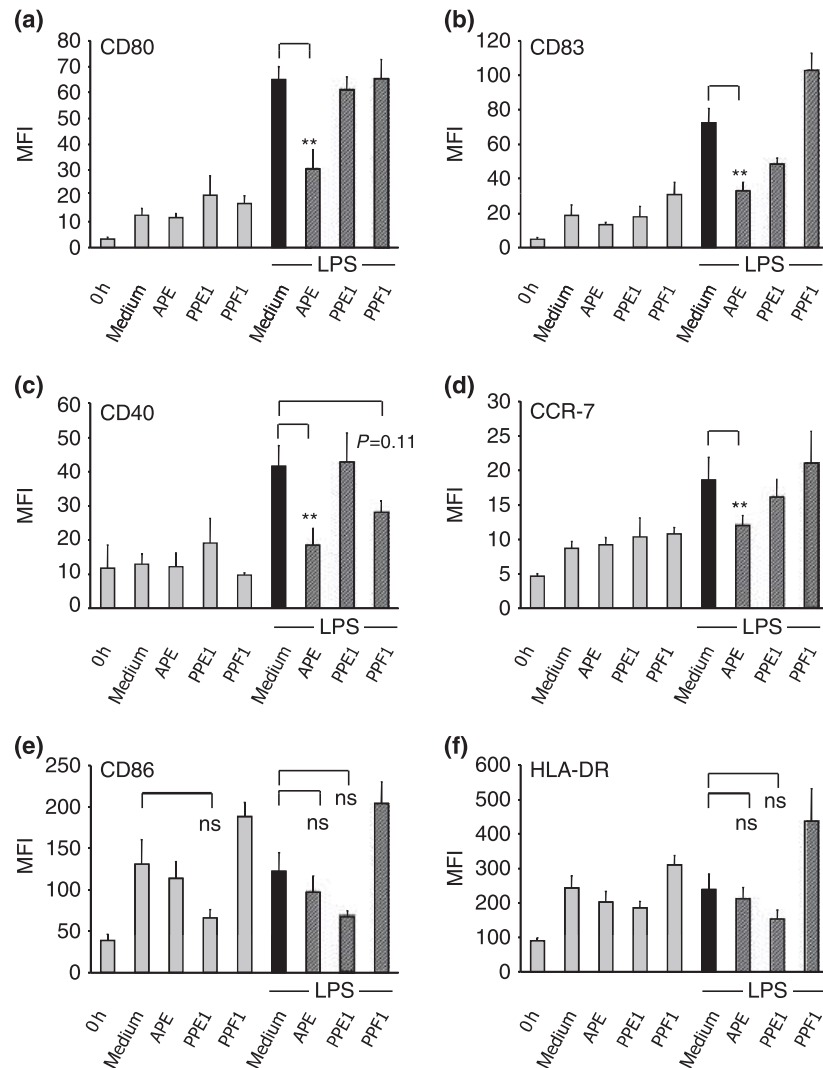 (a)
CD80
MFI
80
70
60
50
40
30
20
10
0
**
0h
Medium
APE
PPE1
PPF1
Medium
APE
PPE1
PPF1
LPS
(b)
CD83
MFI
120
100
80
60
40
20
0
**
0h
Medium
APE
PPE1
PPF1
Medium
APE
PPE1
PPF1
LPS
(c)
CD40
MFI
60
50
40
30
20
10
0
**
P=0.11
0h
Medium
APE
PPE1
PPF1
Medium
APE
PPE1
PPF1
LPS
(d)
CCR-7
MFI
30
25
20
15
10
5
0
**
0h
Medium
APE
PPE1
PPF1
Medium
APE
PPE1
PPF1
LPS
(e)
CD86
MFI
250
200
150
100
50
0
ns
ns
ns
0h
Medium
APE
PPE1
PPF1
Medium
APE
PPE1
PPF1
LPS
(f)
HLA-DR
MFI
600
500
400
300
200
100
0
ns
ns
0h
Medium
APE
PPE1
PPF1
Medium
APE
PPE1
PPF1
LPS